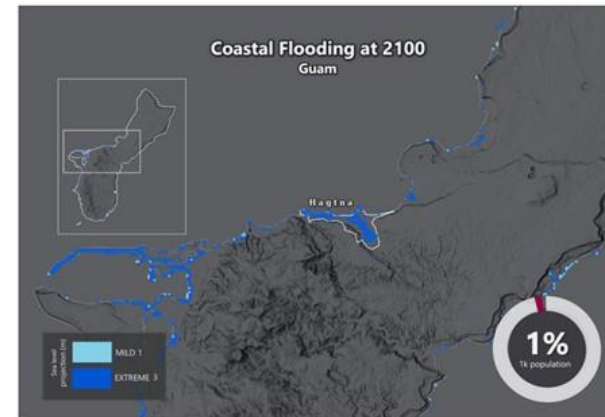 Coastal Flooding at 2100
Guam
Hagtna
Sea level
projection (m)
MILD 1
EXTREME 3
1%
1k population